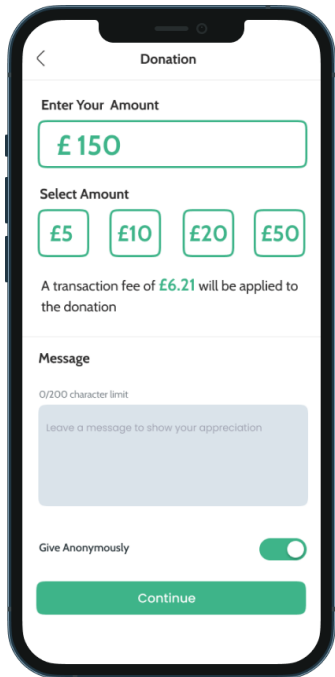 Donation
Enter Your Amount
£ 150
Select Amount
£5 £10 £20 £50
A transaction fee of £6.21 will be applied to
the donation
Message
0/200 character limit
Leave a message to show your appreciation
Give Anonymously
Continue